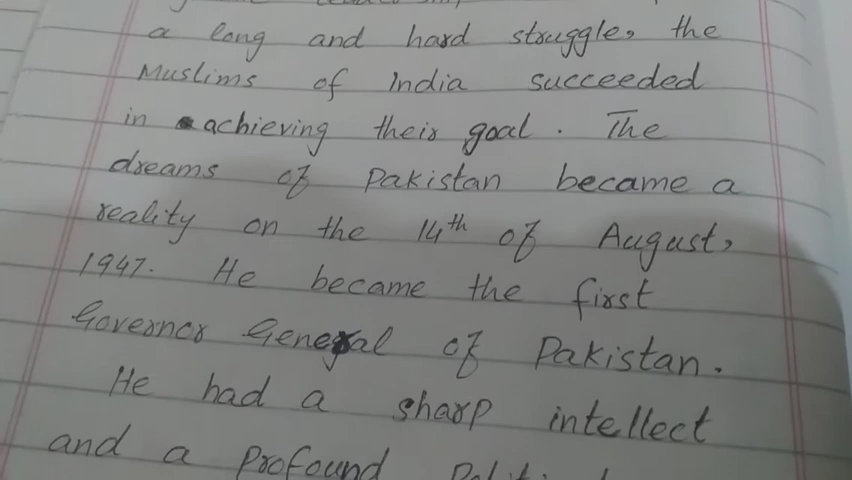 a long and hard struggle, the
Muslims of India succeeded
in achieving their goal. The
dreams of Pakistan became a
reality on the 14th of August,
1947. He became the first
Governor General of Pakistan.
He had a sharp intellect
and a profound